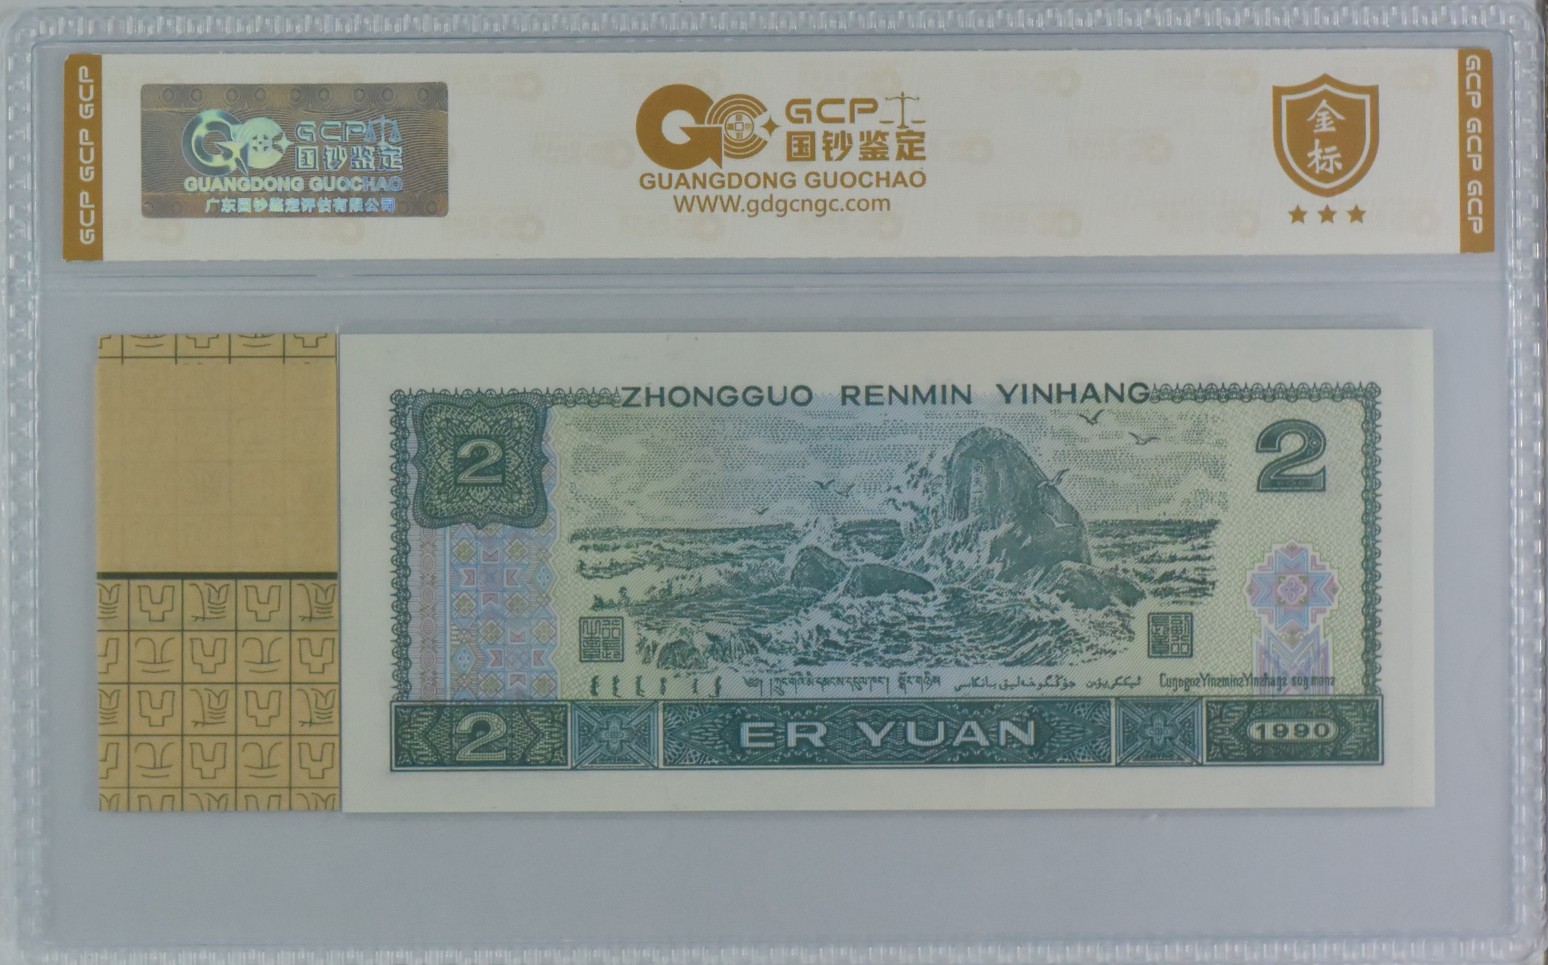 GCP GCP GCP
GCP
国钞鉴定
GUANGDONG GUOCHAO
广东国钞鉴定评估有限公司
GCP
国钞鉴定
GUANGDONG GUOCHAO
WWW.gdgcngc.com
金标
GCP GCP GCP
ZHONGGUO RENMIN YINHANG
2
2
2
ER YUAN
1990